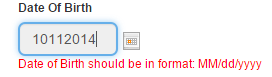 Date Of Birth
10112014
Date of Birth should be in format: MM/dd/yyyy